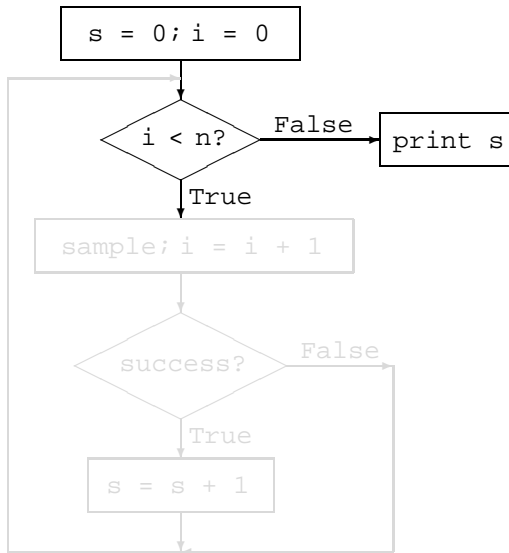 s = 0; i = 0
i < n?
False
print s
True
sample; i = i + 1
success?
False
True
s = s + 1